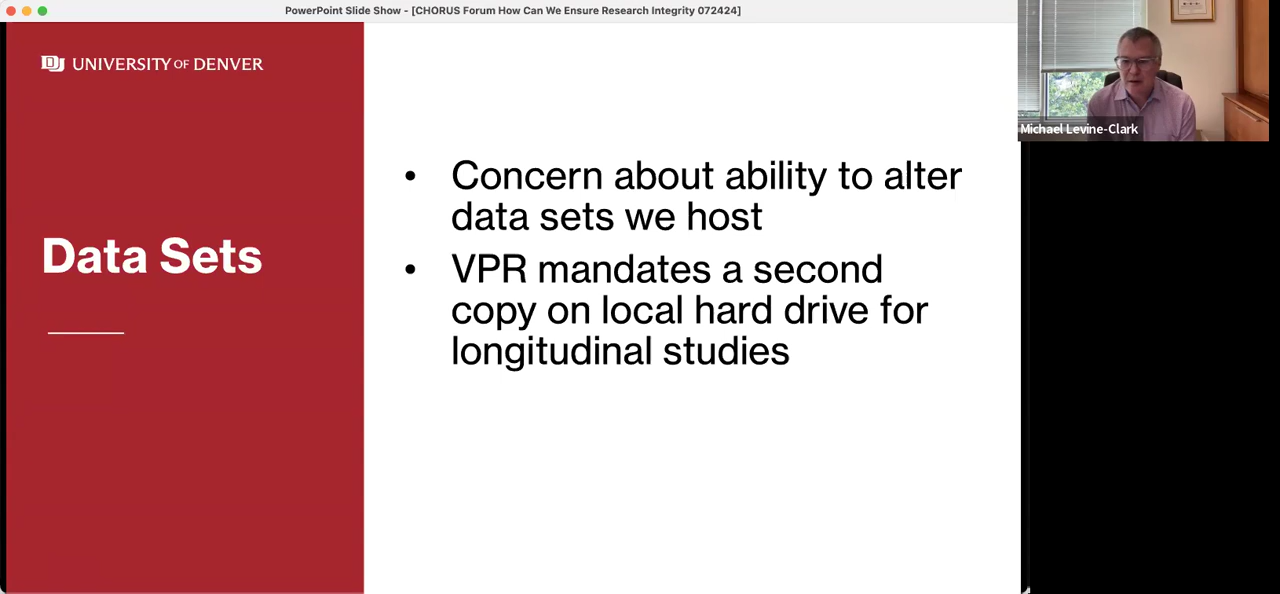 PowerPoint Slide Show - [CHORUS Forum How Can We Ensure Research Integrity 072424]
UNIVERSITY OF DENVER
Michael Levine-Clark
Data Sets
• Concern about ability to alter
data sets we host
• VPR mandates a second
copy on local hard drive for
longitudinal studies